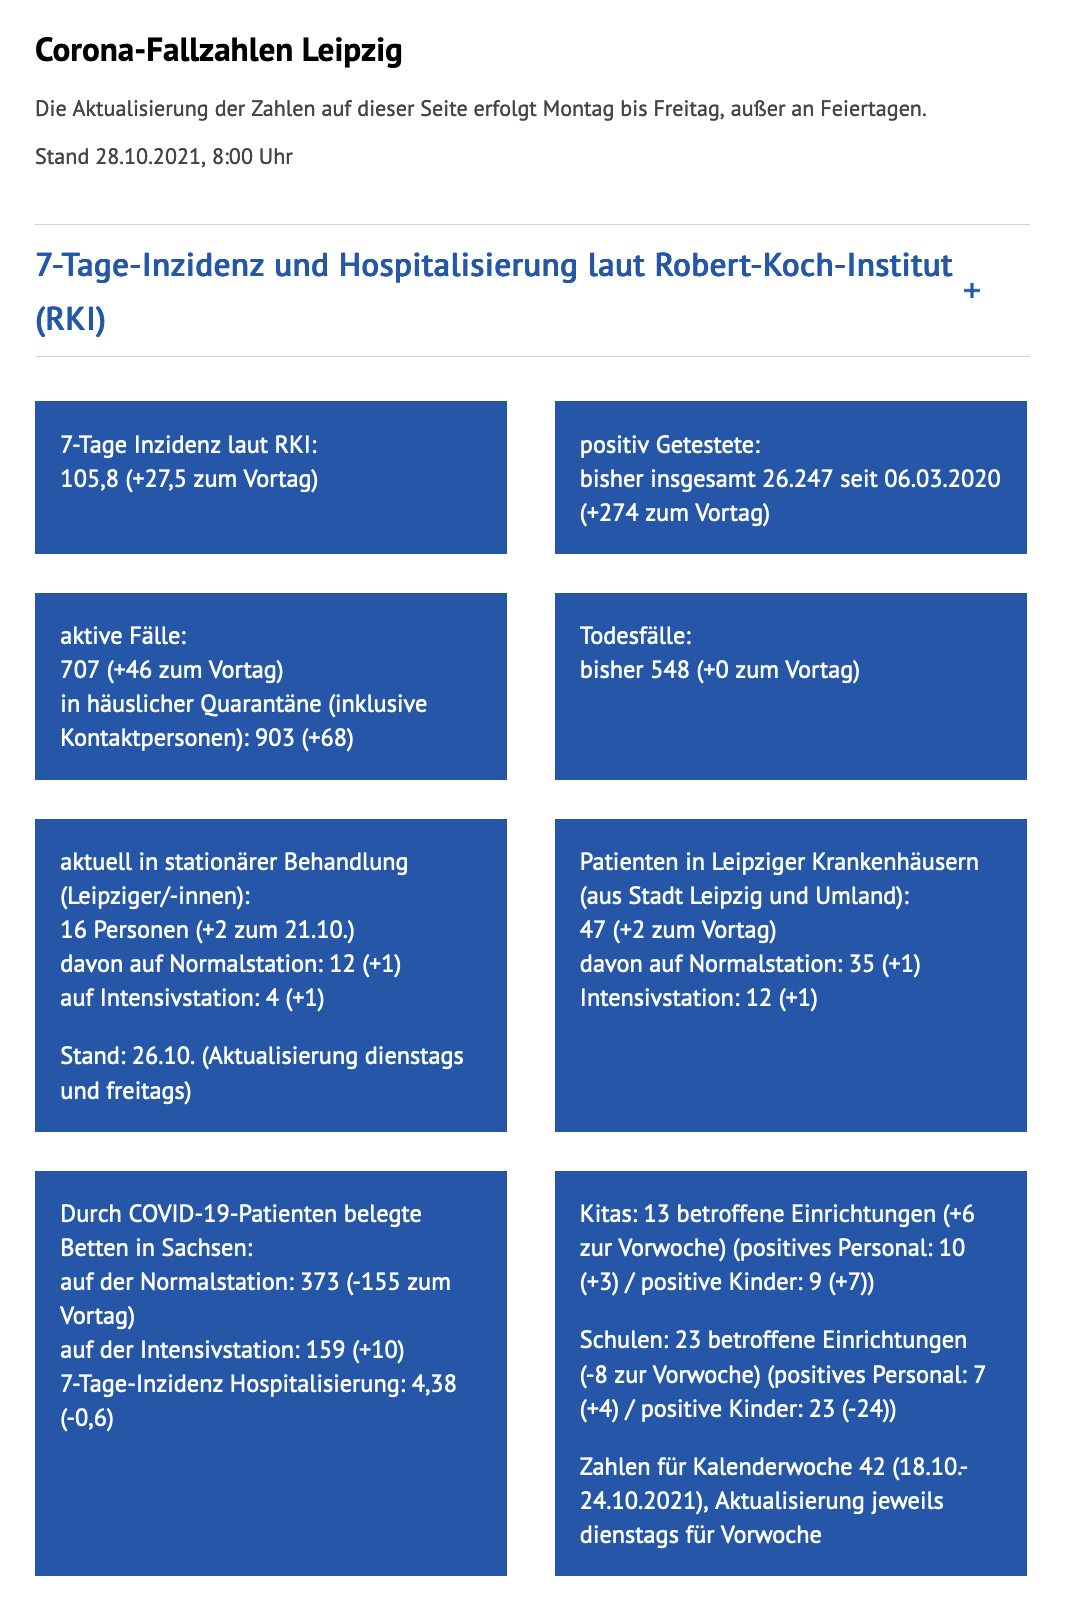 Corona-Fallzahlen Leipzig
Die Aktualisierung der Zahlen auf dieser Seite erfolgt Montag bis Freitag, außer an Feiertagen.
Stand 28.10.2021, 8:00 Uhr
7-Tage-Inzidenz und Hospitalisierung laut Robert-Koch-Institut
(RKI)
+
7-Tage Inzidenz laut RKI:
105,8 (+27,5 zum Vortag)
positiv Getestete:
bisher insgesamt 26.247 seit 06.03.2020
(+274 zum Vortag)
aktive Fälle:
707 (+46 zum Vortag)
in häuslicher Quarantäne (inklusive
Kontaktpersonen): 903 (+68)
Todesfälle:
bisher 548 (+0 zum Vortag)
aktuell in stationärer Behandlung
(Leipziger/-innen):
16 Personen (+2 zum 21.10.)
davon auf Normalstation: 12 (+1)
auf Intensivstation: 4 (+1)
Stand: 26.10. (Aktualisierung dienstags
und freitags)
Patienten in Leipziger Krankenhäusern
(aus Stadt Leipzig und Umland):
47 (+2 zum Vortag)
davon auf Normalstation: 35 (+1)
Intensivstation: 12 (+1)
Durch COVID-19-Patienten belegte
Betten in Sachsen:
auf der Normalstation: 373 (-155 zum
Vortag)
auf der Intensivstation: 159 (+10)
7-Tage-Inzidenz Hospitalisierung: 4,38
(-0,6)
Kitas: 13 betroffene Einrichtungen (+6
zur Vorwoche) (positives Personal: 10
(+3) / positive Kinder: 9 (+7))
Schulen: 23 betroffene Einrichtungen
(-8 zur Vorwoche) (positives Personal: 7
(+4) / positive Kinder: 23 (-24))
Zahlen für Kalenderwoche 42 (18.10.-
24.10.2021), Aktualisierung jeweils
dienstags für Vorwoche